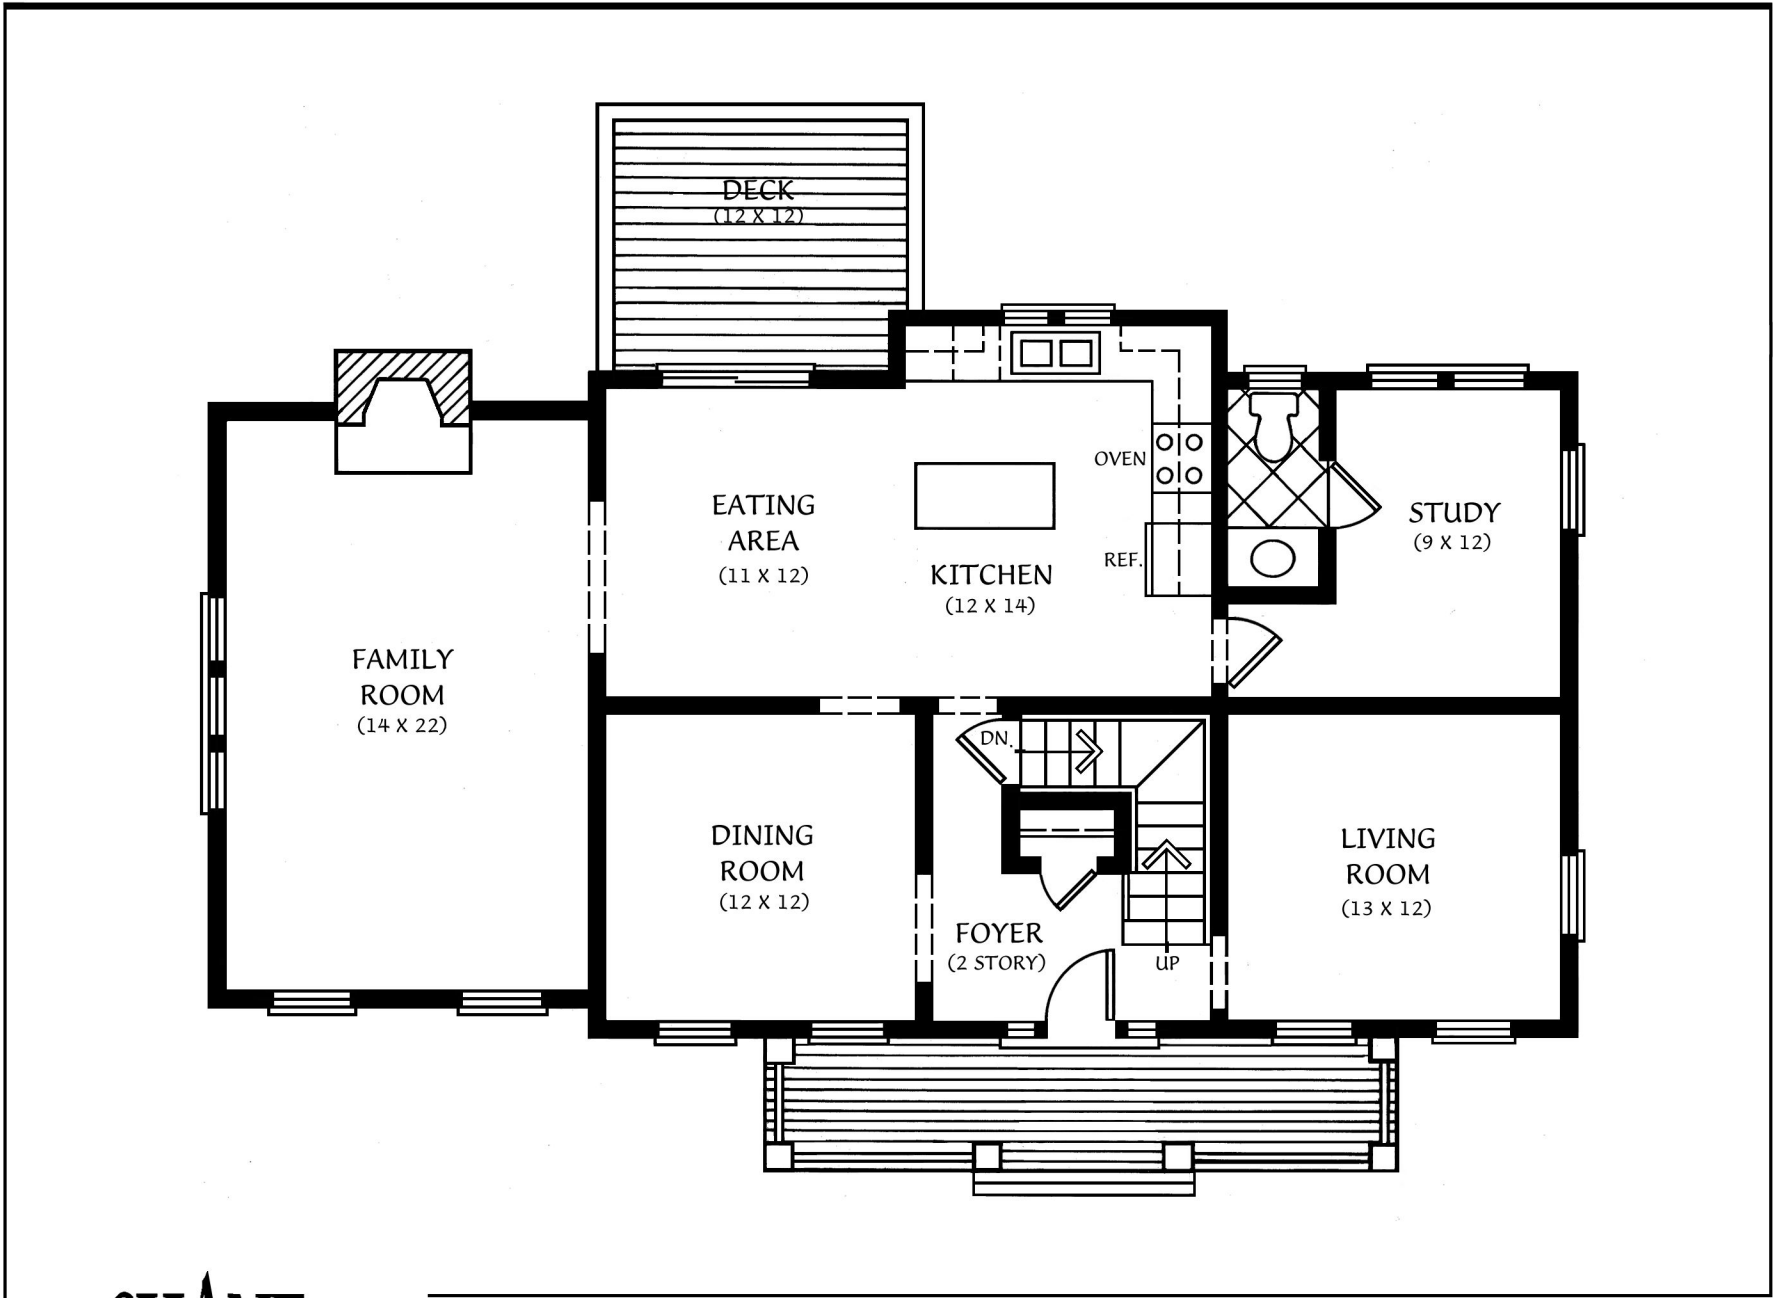 DECK
(12 X 12)
EATING
AREA
(11 X 12)
OVEN
REF.
KITCHEN
(12 X 14)
STUDY
(9 X 12)
FAMILY
ROOM
(14 X 22)
DN.
DINING
ROOM
(12 X 12)
LIVING
ROOM
(13 X 12)
FOYER
(2 STORY)
UP